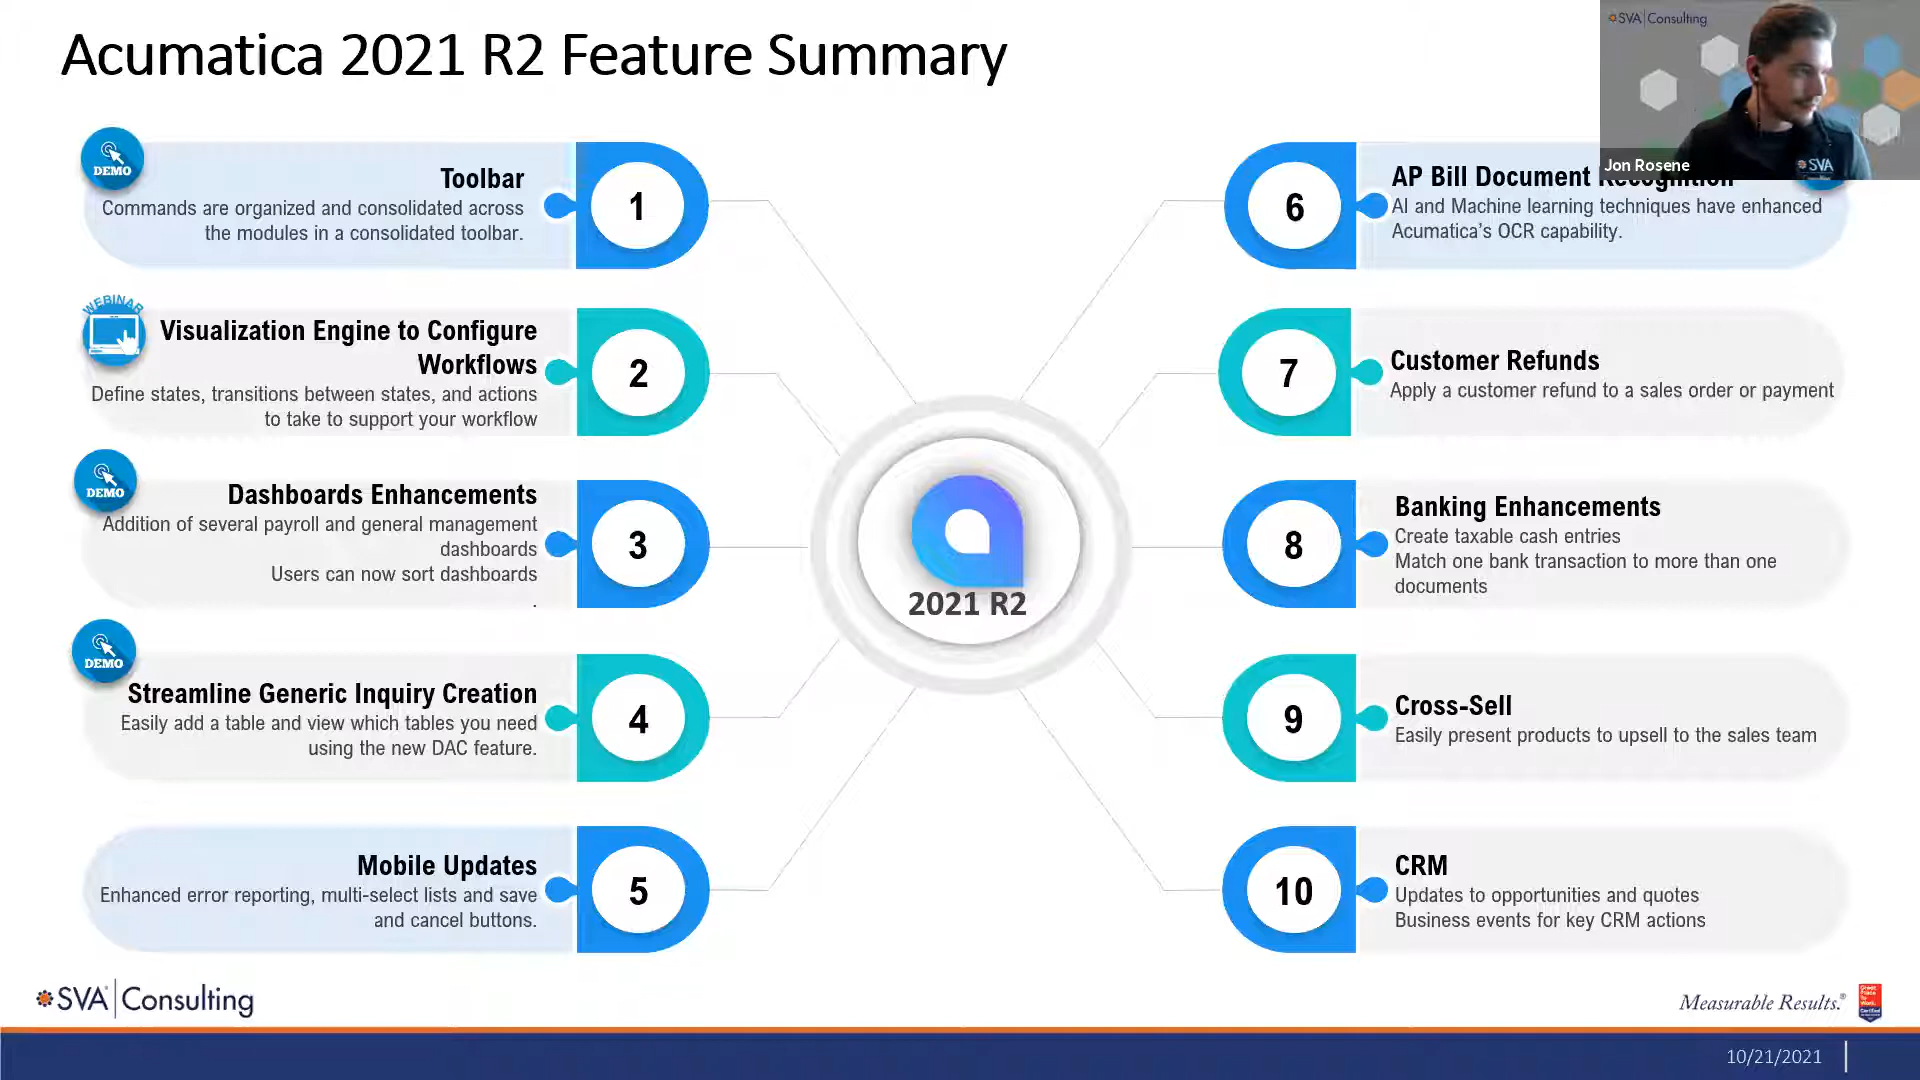 Acumatica 2021 R2 Feature Summary
SVA Consulting
Jon Rosene
SVA
DEMO
Toolbar
Commands are organized and consolidated across
the modules in a consolidated toolbar.
1
WEBINAR
Visualization Engine to Configure
Workflows
Define states, transitions between states, and actions
to take to support your workflow
2
DEMO
Dashboards Enhancements
Addition of several payroll and general management
dashboards
Users can now sort dashboards
.
3
DEMO
Streamline Generic Inquiry Creation
Easily add a table and view which tables you need
using the new DAC feature.
4
Mobile Updates
Enhanced error reporting, multi-select lists and save
and cancel buttons.
5
2021 R2
6
AP Bill Document Recognition
AI and Machine learning techniques have enhanced
Acumatica’s OCR capability.
7
Customer Refunds
Apply a customer refund to a sales order or payment
8
Banking Enhancements
Create taxable cash entries
Match one bank transaction to more than one
documents
9
Cross-Sell
Easily present products to upsell to the sales team
10
CRM
Updates to opportunities and quotes
Business events for key CRM actions
SVA Consulting
Measurable Results.®
Great
Place
To
Work.
Certified
10/21/2021